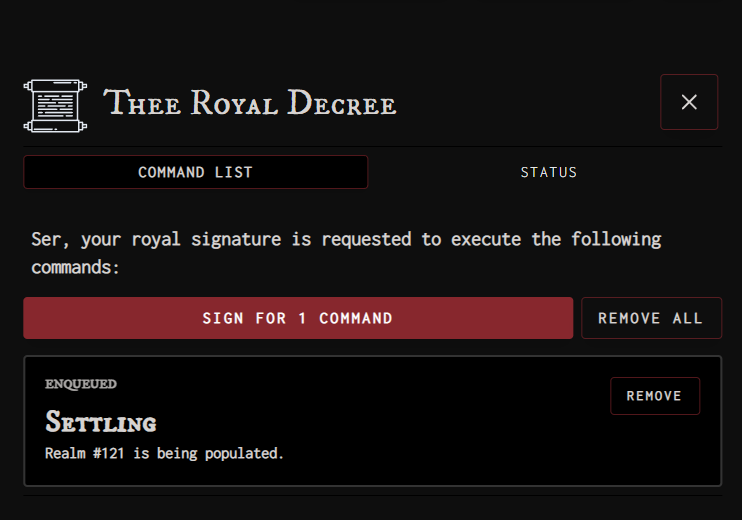 Thee Royal Decree
COMMAND LIST
STATUS
Ser, your royal signature is requested to execute the following
commands:
SIGN FOR 1 COMMAND
REMOVE ALL
ENQUEUED
REMOVE
Settling
Realm #121 is being populated.